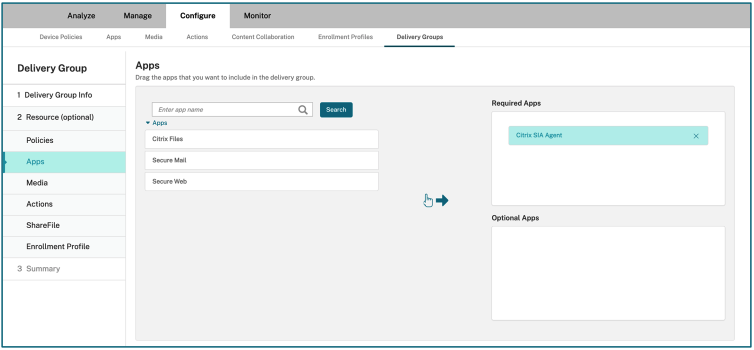 Analyze Manage Configure Monitor
Device Policies Apps Media Actions Content Collaboration Enrollment Profiles Delivery Groups
Delivery Group
1 Delivery Group Info
2 Resource (optional)
Policies
Apps
Media
Actions
ShareFile
Enrollment Profile
3 Summary
Apps
Drag the apps that you want to include in the delivery group.
Enter app name Search
Apps
Citrix Files
Secure Mail
Secure Web
Required Apps
Citrix SIA Agent
Optional Apps